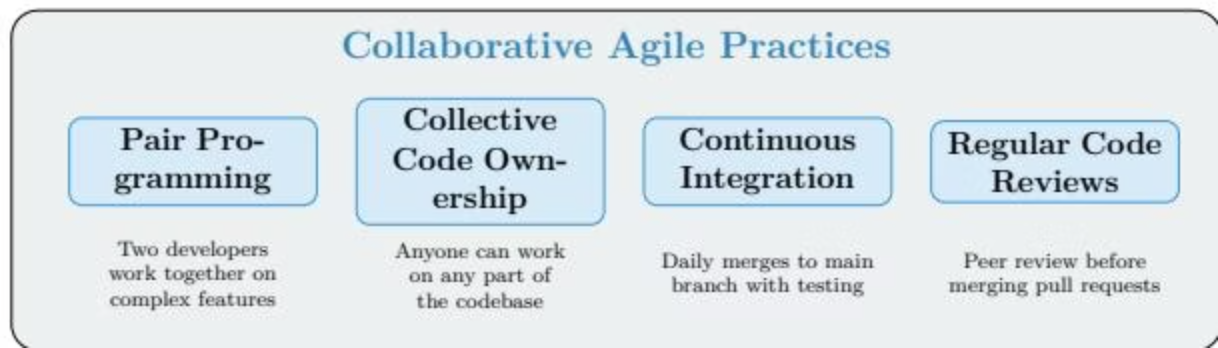 Collaborative Agile Practices
Pair Pro-
gramming
Two developers
work together on
complex features
Collective
Code Own-
ership
Anyone can work
on any part of
the codebase
Continuous
Integration
Daily merges to main
branch with testing
Regular Code
Reviews
Peer review before
merging pull requests